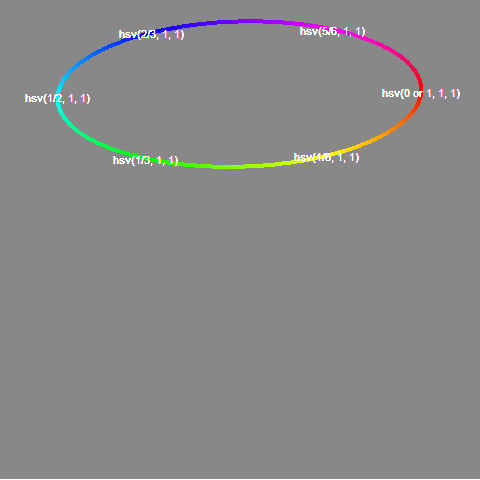 hsv(2/3, 1, 1)
hsv(5/6, 1, 1)
hsv(1/2, 1, 1)
hsv(0 or 1, 1, 1)
hsv(1/3, 1, 1)
hsv(1/6, 1, 1)